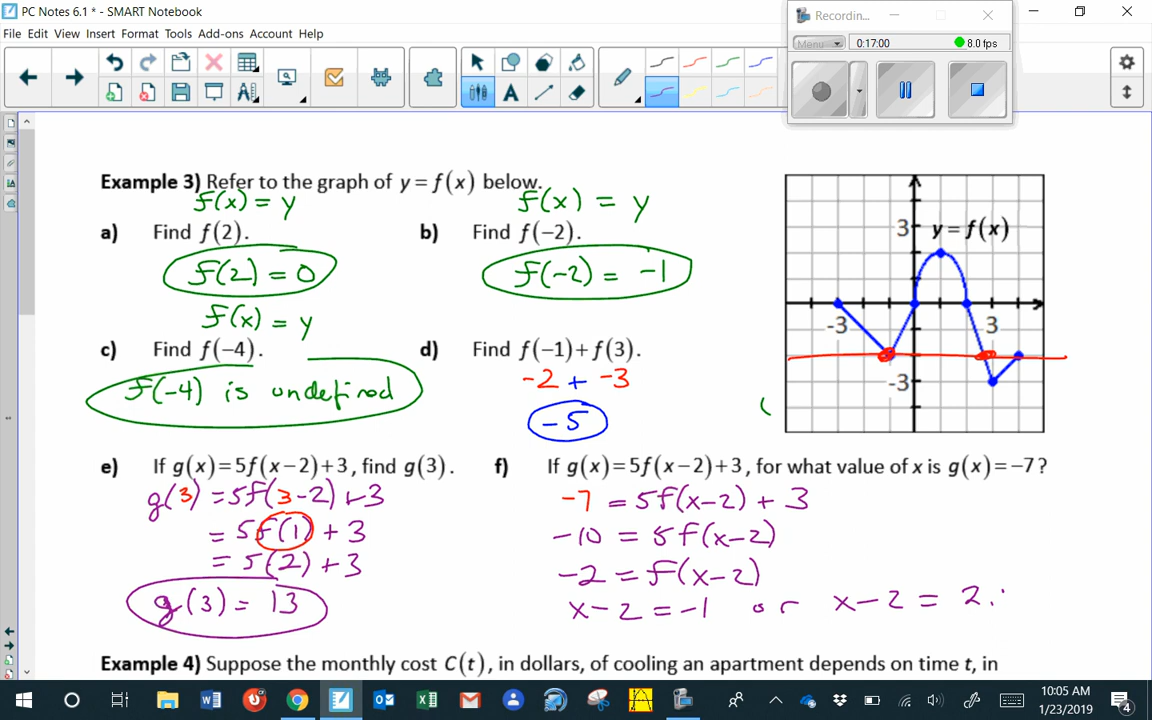 PC Notes 6.1 * - SMART Notebook
Recordin...
File Edit View Insert Format Tools Add-ons Account Help
Menu
0:17:00
8.0 fps
Example 3) Refer to the graph of y = f(x) below.
f(x) = y
f(x) = y
a) Find f(2).
b) Find f(−2).
f(2) = 0
f(-2) = -1
f(x) = y
c) Find f(−4).
d) Find f(−1)+f(3).
f(-4) is undefined
-2 + -3
-5
3
y = f(x)
-3
3
-3
e) If g(x)=5f(x−2)+3, find g(3).
f) If g(x)=5f(x−2)+3, for what value of x is g(x)=−7?
g(3) = 5f(3-2)+3
= 5f(1) + 3
= 5(2) + 3
g(3) = 13
-7 = 5f(x-2) + 3
-10 = 5f(x-2)
-2 = f(x-2)
x-2 = -1 or x-2 = 2.
Example 4) Suppose the monthly cost C(t), in dollars, of cooling an apartment depends on time t, in
10:05 AM
1/23/2019
4